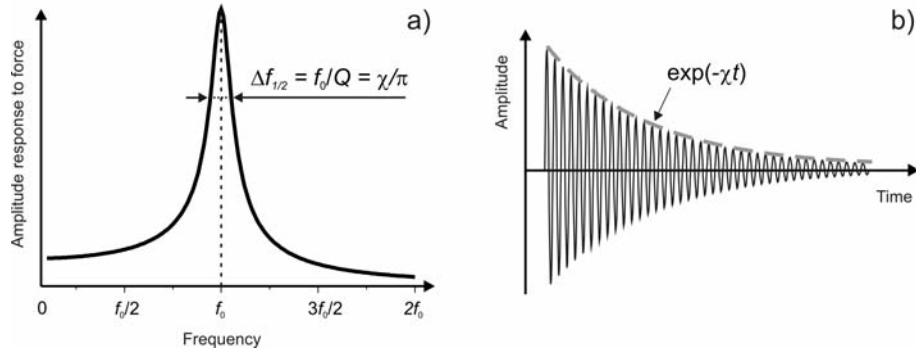 a)
Amplitude response to force
Δf1/2 = f0/Q = χ/π
0
f0/2
f0
3f0/2
2f0
Frequency
b)
Amplitude
exp(-χt)
Time